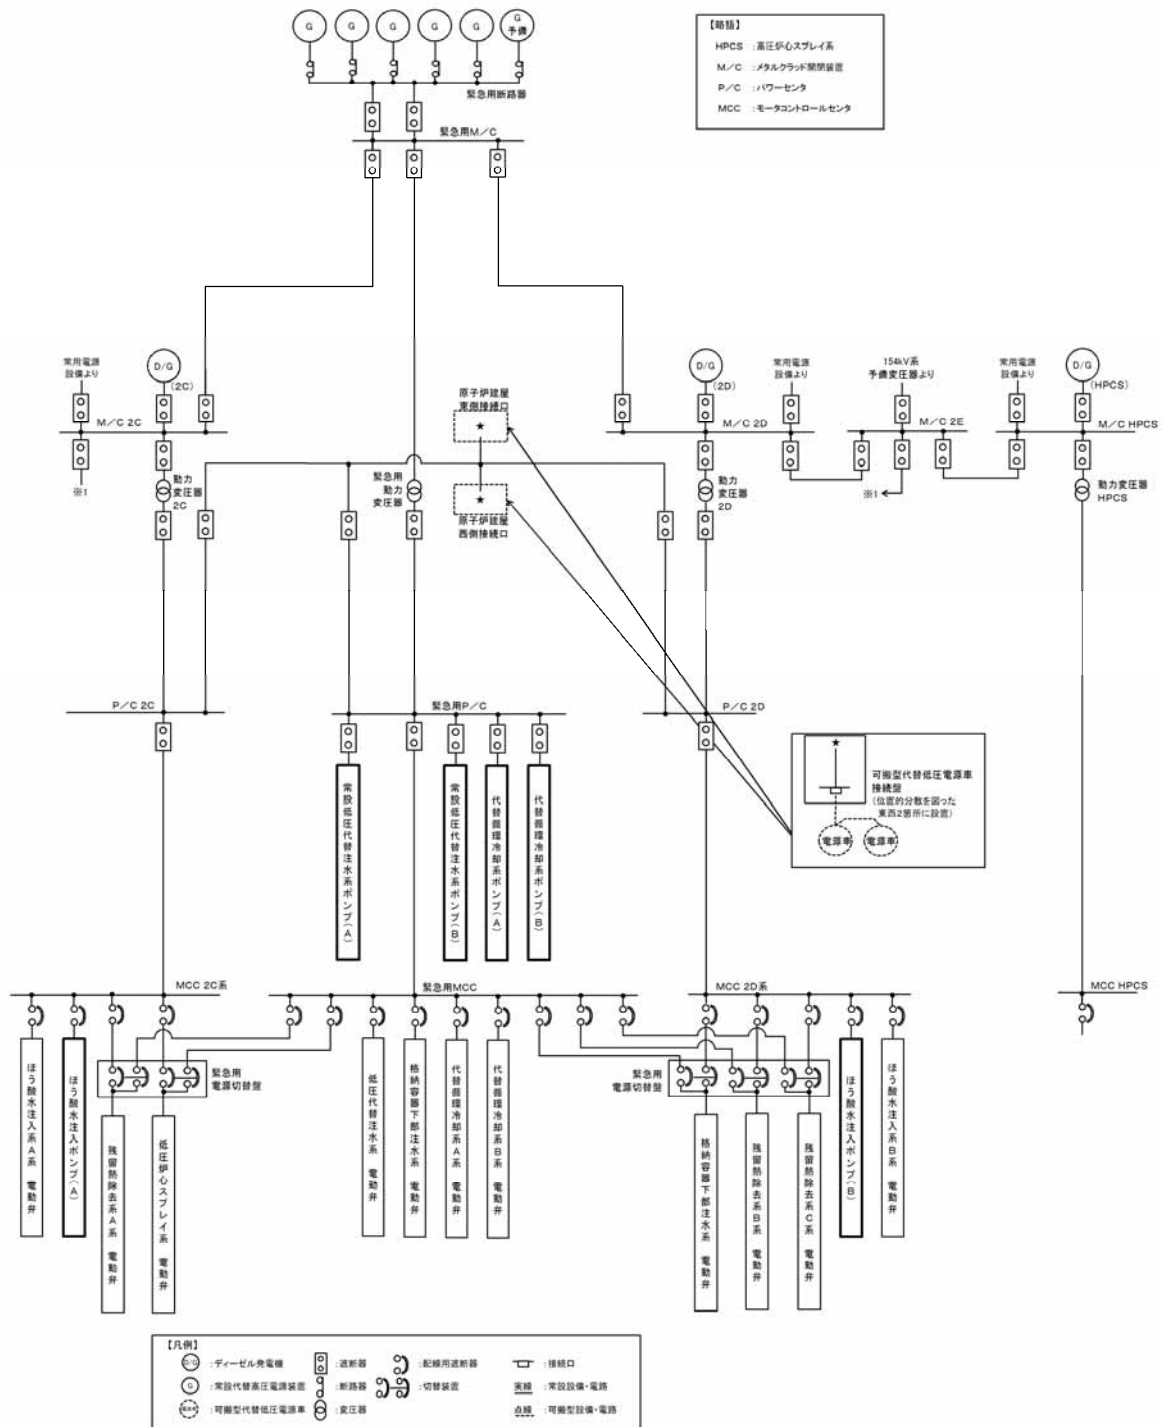 G
G
G
G
G
G
予備
緊急用断路器
緊急用M/C
【略語】
HPCS :高圧炉心スプレイ系
M/C :メタルクラッド開閉装置
P/C :パワーセンタ
MCC :モータコントロールセンタ
常用電源
設備より
D/G
(2C)
M/C 2C
※1
動力
変圧器
2C
原子炉建屋
東側接続口
★
緊急用
動力
変圧器
★
原子炉建屋
西側接続口
D/G
(2D)
常用電源
設備より
M/C 2D
動力
変圧器
2D
154kV系
予備変圧器より
M/C 2E
※1
常用電源
設備より
D/G
(HPCS)
M/C HPCS
動力変圧器
HPCS
P/C 2C
緊急用P/C
P/C 2D
常設低圧代替注水系ポンプ(A)
常設低圧代替注水系ポンプ(B)
代替循環冷却系ポンプ(A)
代替循環冷却系ポンプ(B)
★
可搬型代替低圧電源車
接続盤
(位置的分散を図った
東西2箇所に設置)
電源車
電源車
MCC 2C系
緊急用MCC
MCC 2D系
MCC HPCS
緊急用
電源切替盤
緊急用
電源切替盤
ほう酸水注入系A系 電動弁
ほう酸水注入ポンプ(A)
残留熱除去系A系 電動弁
低圧炉心スプレイ系 電動弁
低圧代替注水系 電動弁
格納容器下部注水系 電動弁
代替循環冷却系A系 電動弁
代替循環冷却系B系 電動弁
格納容器下部注水系 電動弁
残留熱除去系B系 電動弁
残留熱除去系C系 電動弁
ほう酸水注入ポンプ(B)
ほう酸水注入系B系 電動弁
【凡例】
D/G :ディーゼル発電機
:遮断器
:配線用遮断器
:接続口
G :常設代替高圧電源装置
:断路器
:切替装置
実線 :常設設備・電路
電源車 :可搬型代替低圧電源車
:変圧器
点線 :可搬型設備・電路